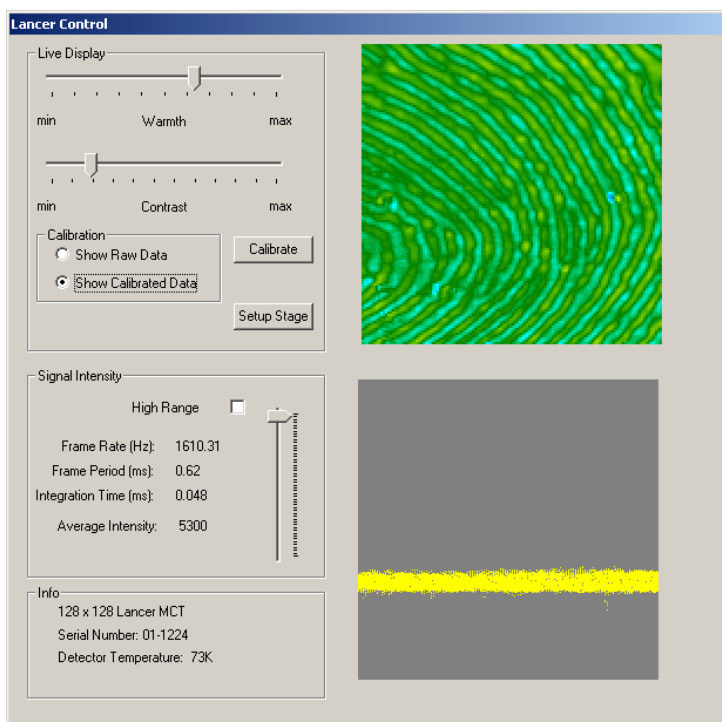 Lancer Control
Live Display
min Warmth max
min Contrast max
Calibration
Show Raw Data
Show Calibrated Data
Calibrate
Setup Stage
Signal Intensity
High Range
Frame Rate (Hz): 1610.31
Frame Period (ms): 0.62
Integration Time (ms): 0.048
Average Intensity: 5300
Info
128 x 128 Lancer MCT
Serial Number: 01-1224
Detector Temperature: 73K